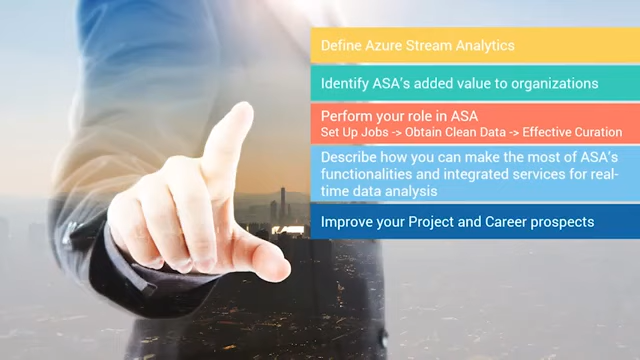 Define Azure Stream Analytics
Identify ASA's added value to organizations
Perform your role in ASA
Set Up Jobs -> Obtain Clean Data -> Effective Curation
Describe how you can make the most of ASA's
functionalities and integrated services for real-
time data analysis
Improve your Project and Career prospects